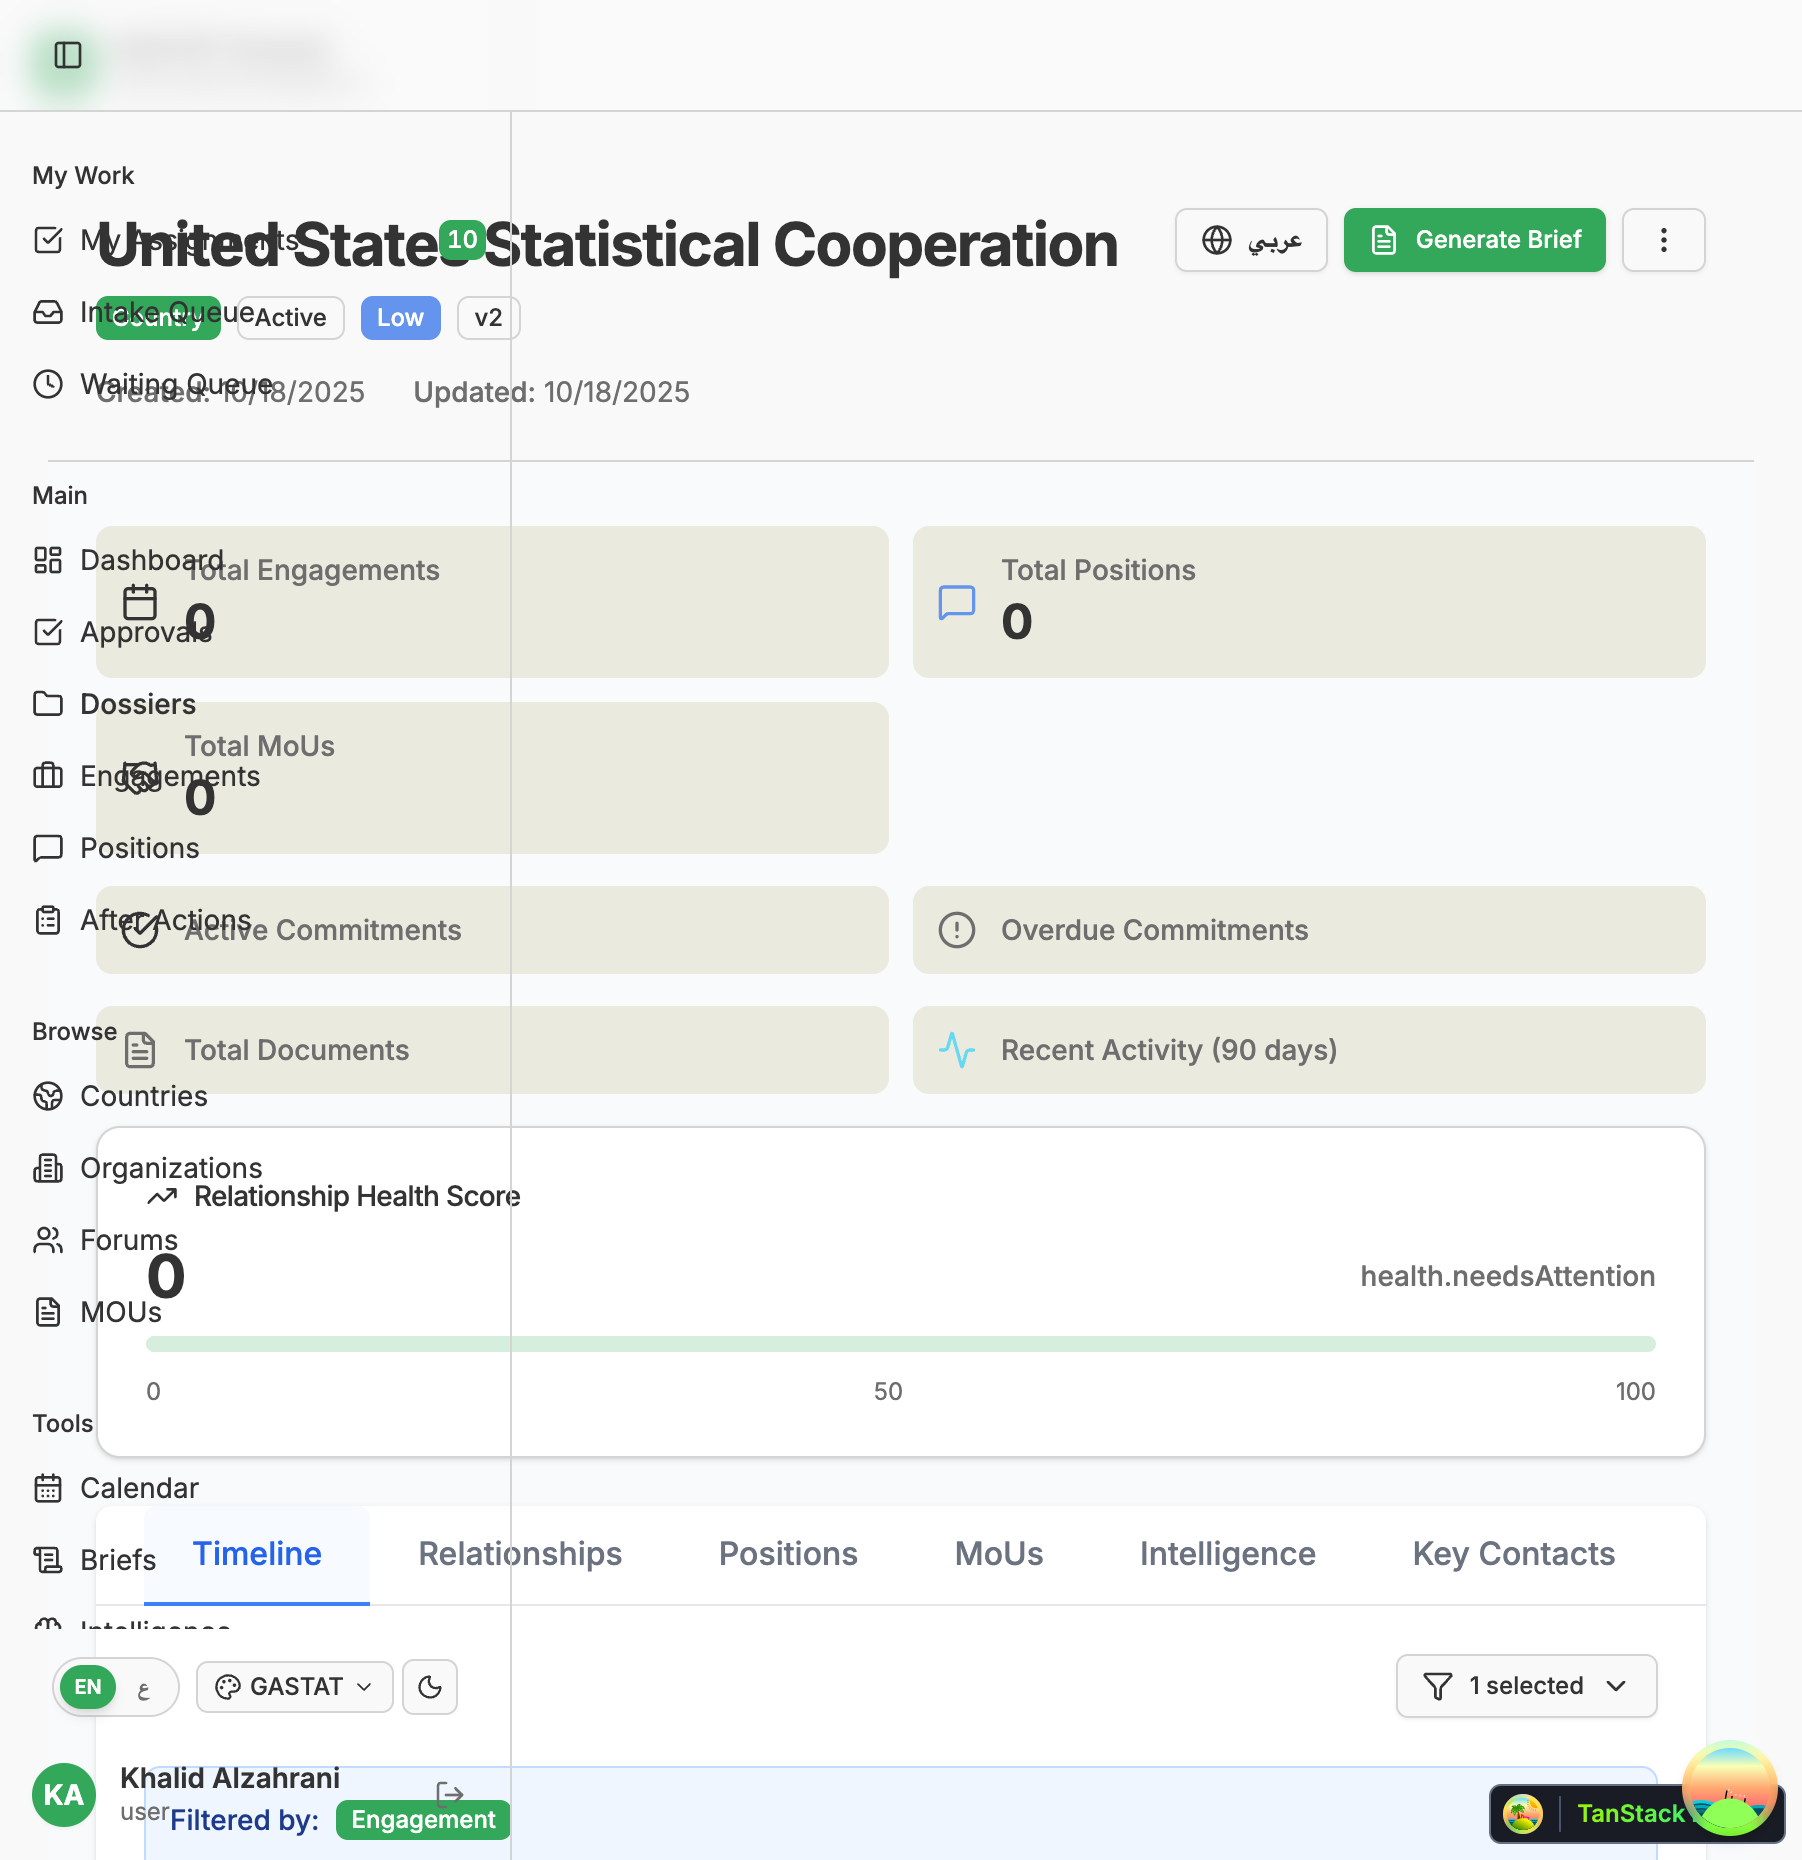 My Work
My Assignments
10
Intake Queue
Waiting Queue
Main
Dashboard
Approvals
Dossiers
Engagements
Positions
After Actions
Browse
Countries
Organizations
Forums
MOUs
Tools
Calendar
Briefs
Intelligence
EN
ع
GASTAT
KA
Khalid Alzahrani
user
United States Statistical Cooperation
عربي
Generate Brief
Country
Active
Low
v2
Created: 10/18/2025
Updated: 10/18/2025
Total Engagements
0
Total Positions
0
Total MoUs
0
Active Commitments
Overdue Commitments
Total Documents
Recent Activity (90 days)
Relationship Health Score
0
health.needsAttention
0
50
100
Timeline
Relationships
Positions
MoUs
Intelligence
Key Contacts
1 selected
Filtered by:
Engagement
TanStack